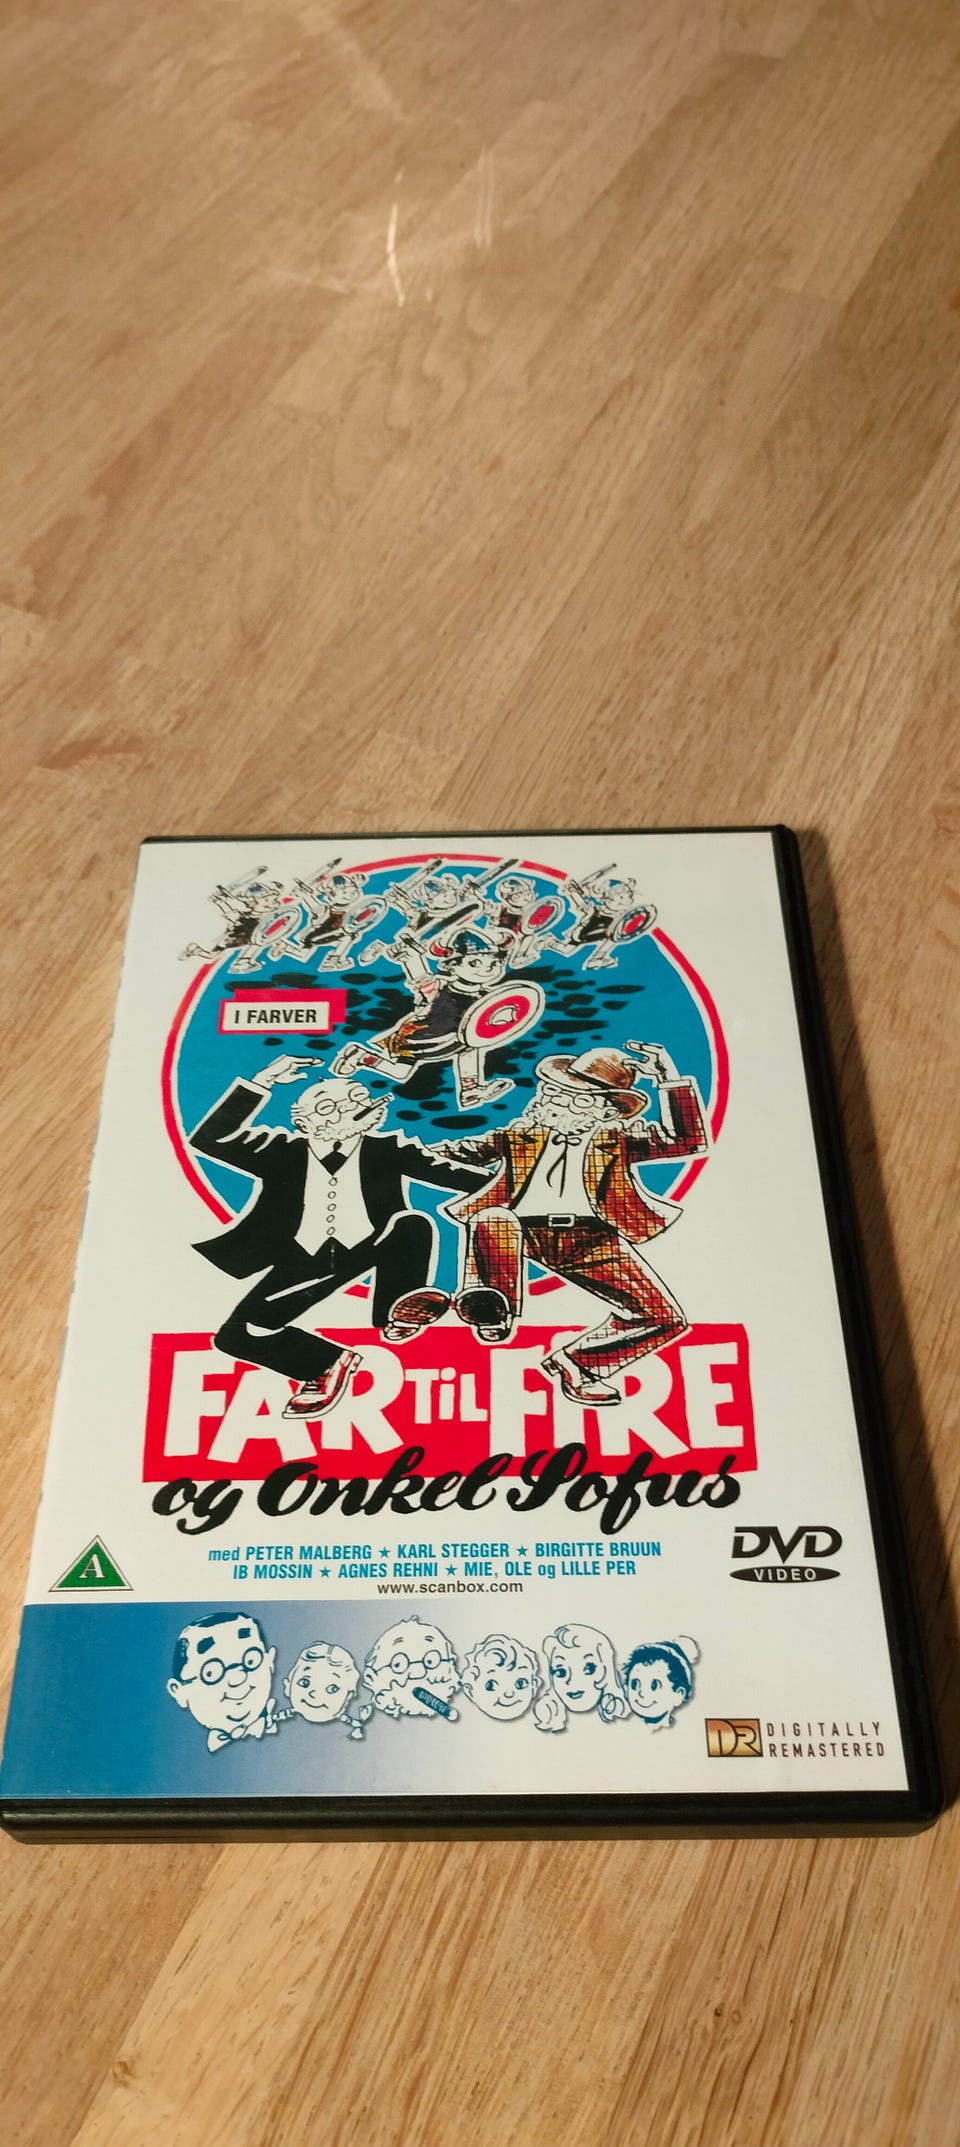 I FARVER
FAR TiL FIRE
og Onkel Sofus
med PETER MALBERG ★ KARL STEGGER ★ BIRGITTE BRUUN
IB MOSSIN ★ AGNES REHNI ★ MIE, OLE og LILLE PER
www.scanbox.com
A
DVD
VIDEO
DR DIGITALLY
REMASTERED